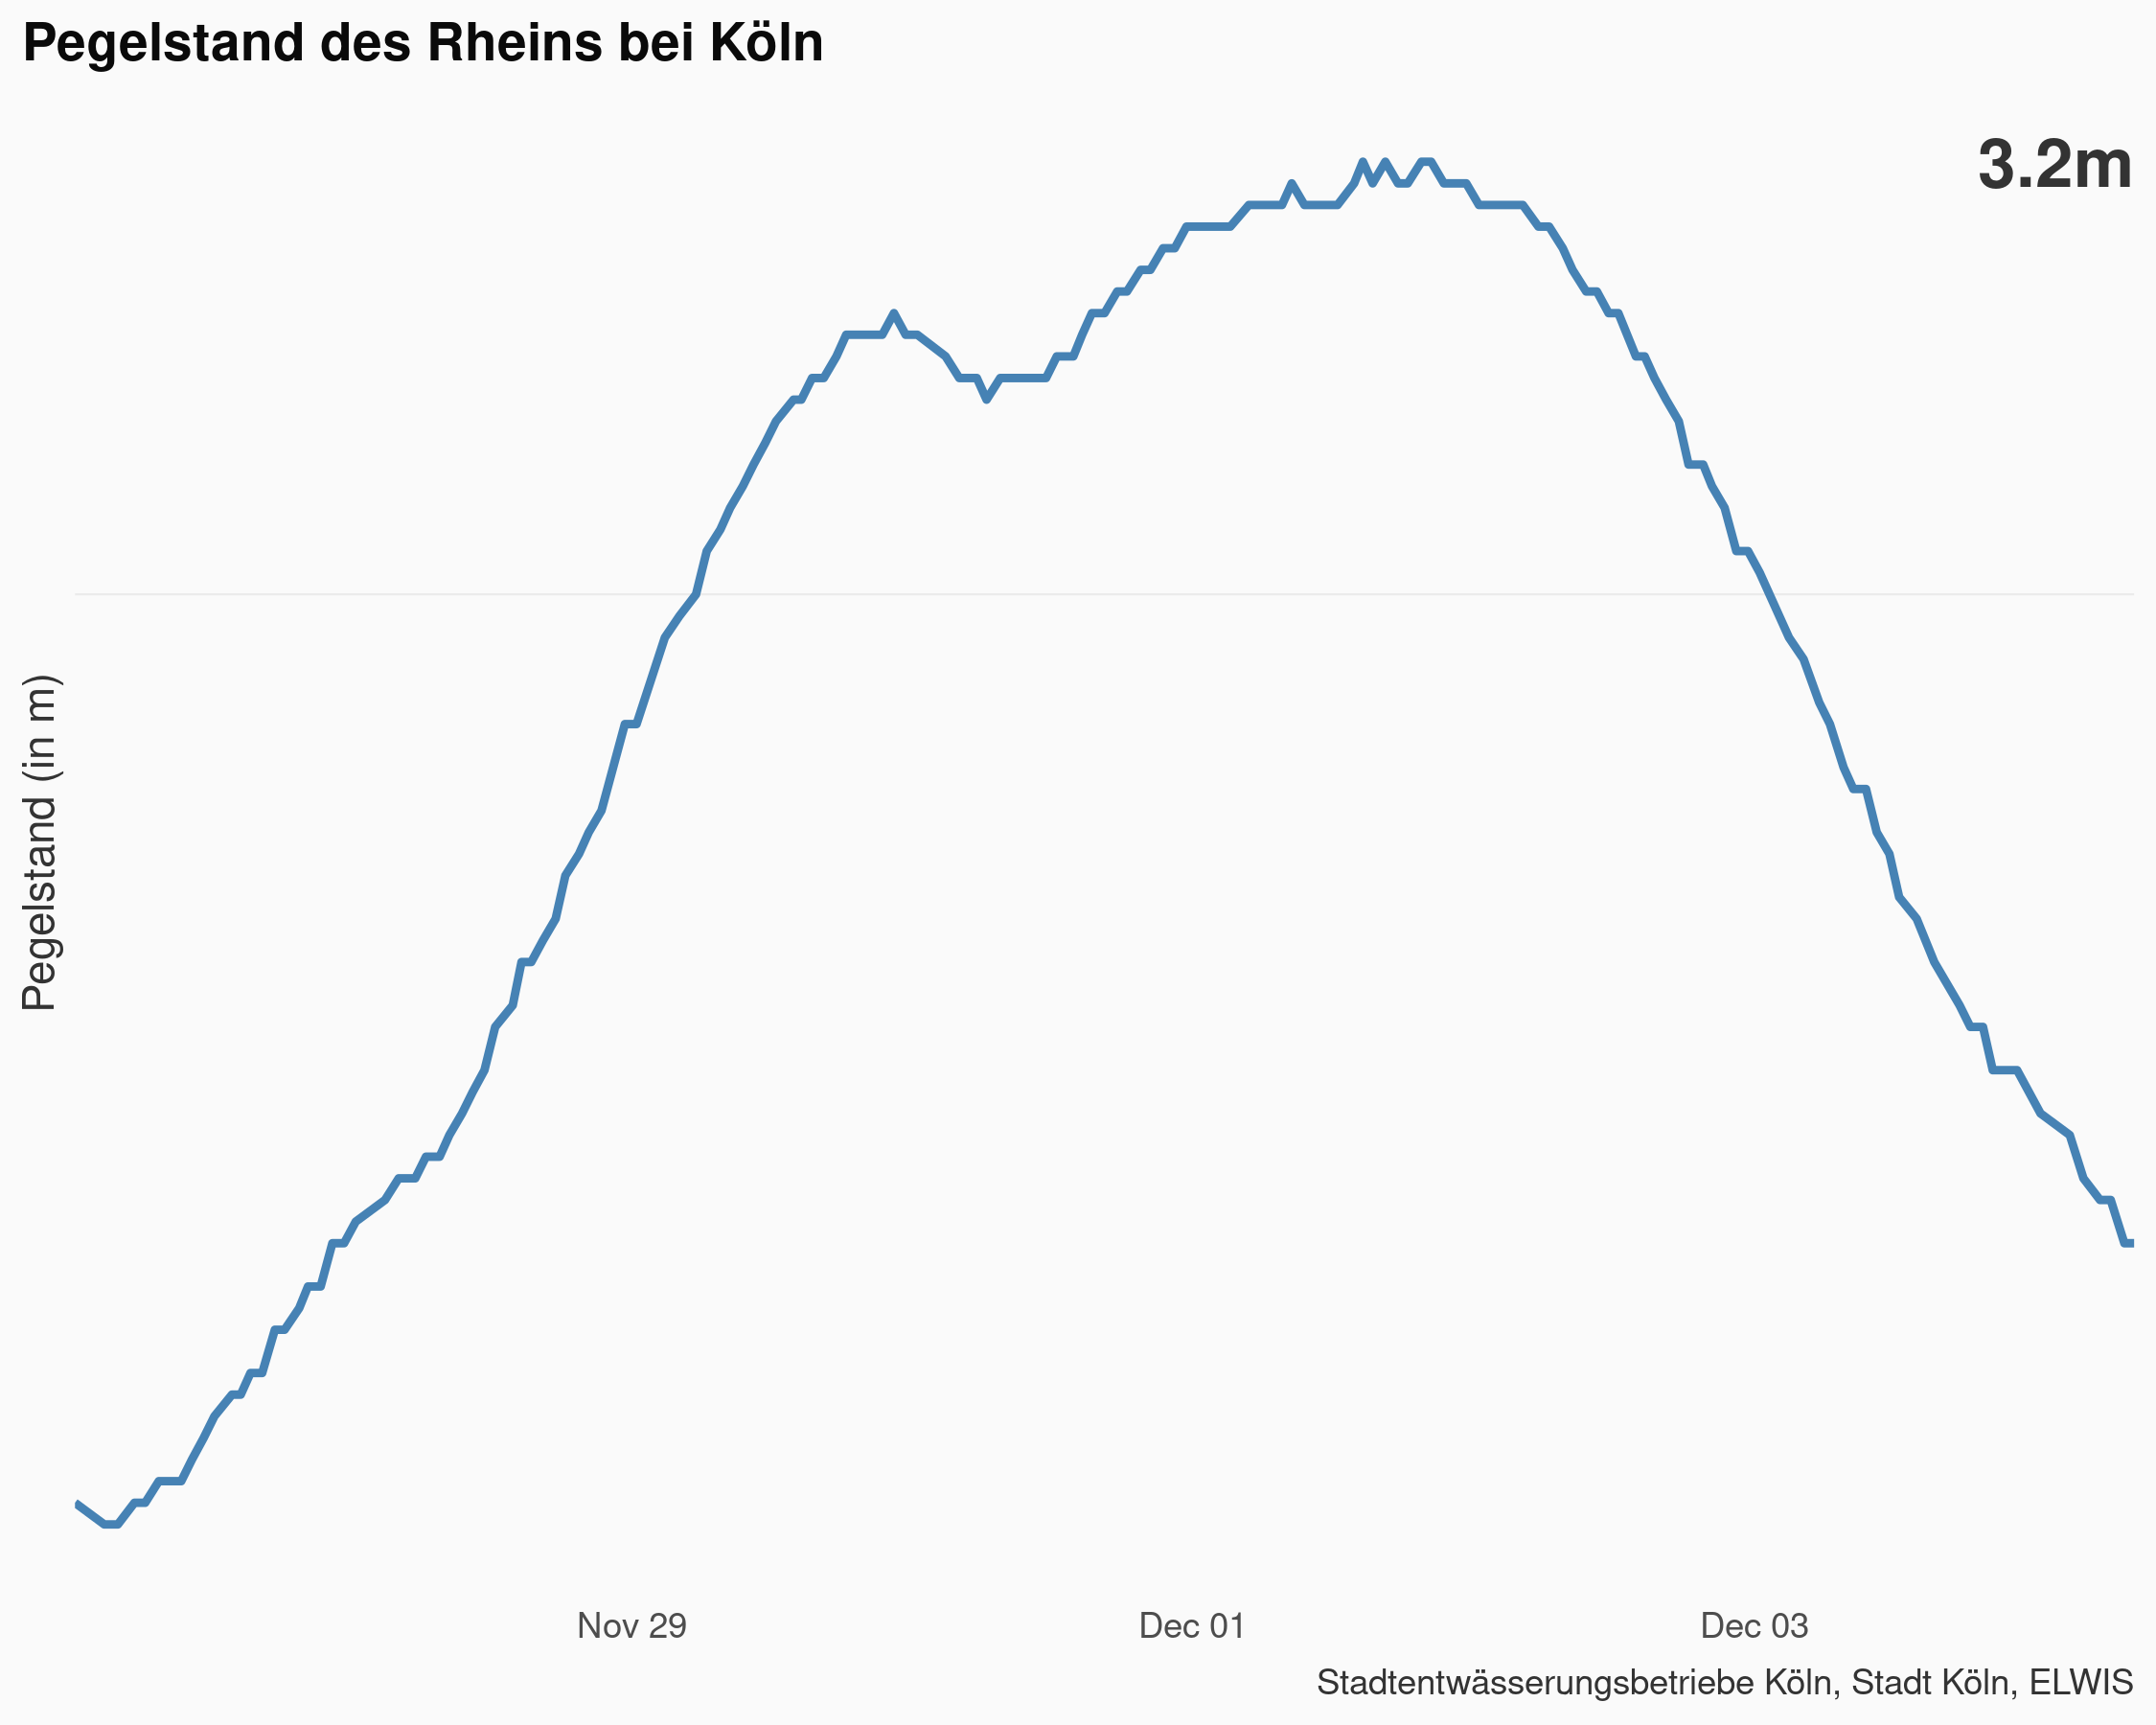 Pegelstand des Rheins bei Köln
3.2m
Pegelstand (in m)
Nov 29
Dec 01
Dec 03
Stadtentwässerungsbetriebe Köln, Stadt Köln, ELWIS